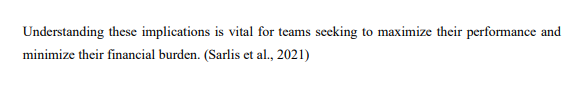 Understanding these implications is vital for teams seeking to maximize their performance and
minimize their financial burden. (Sarlis et al., 2021)